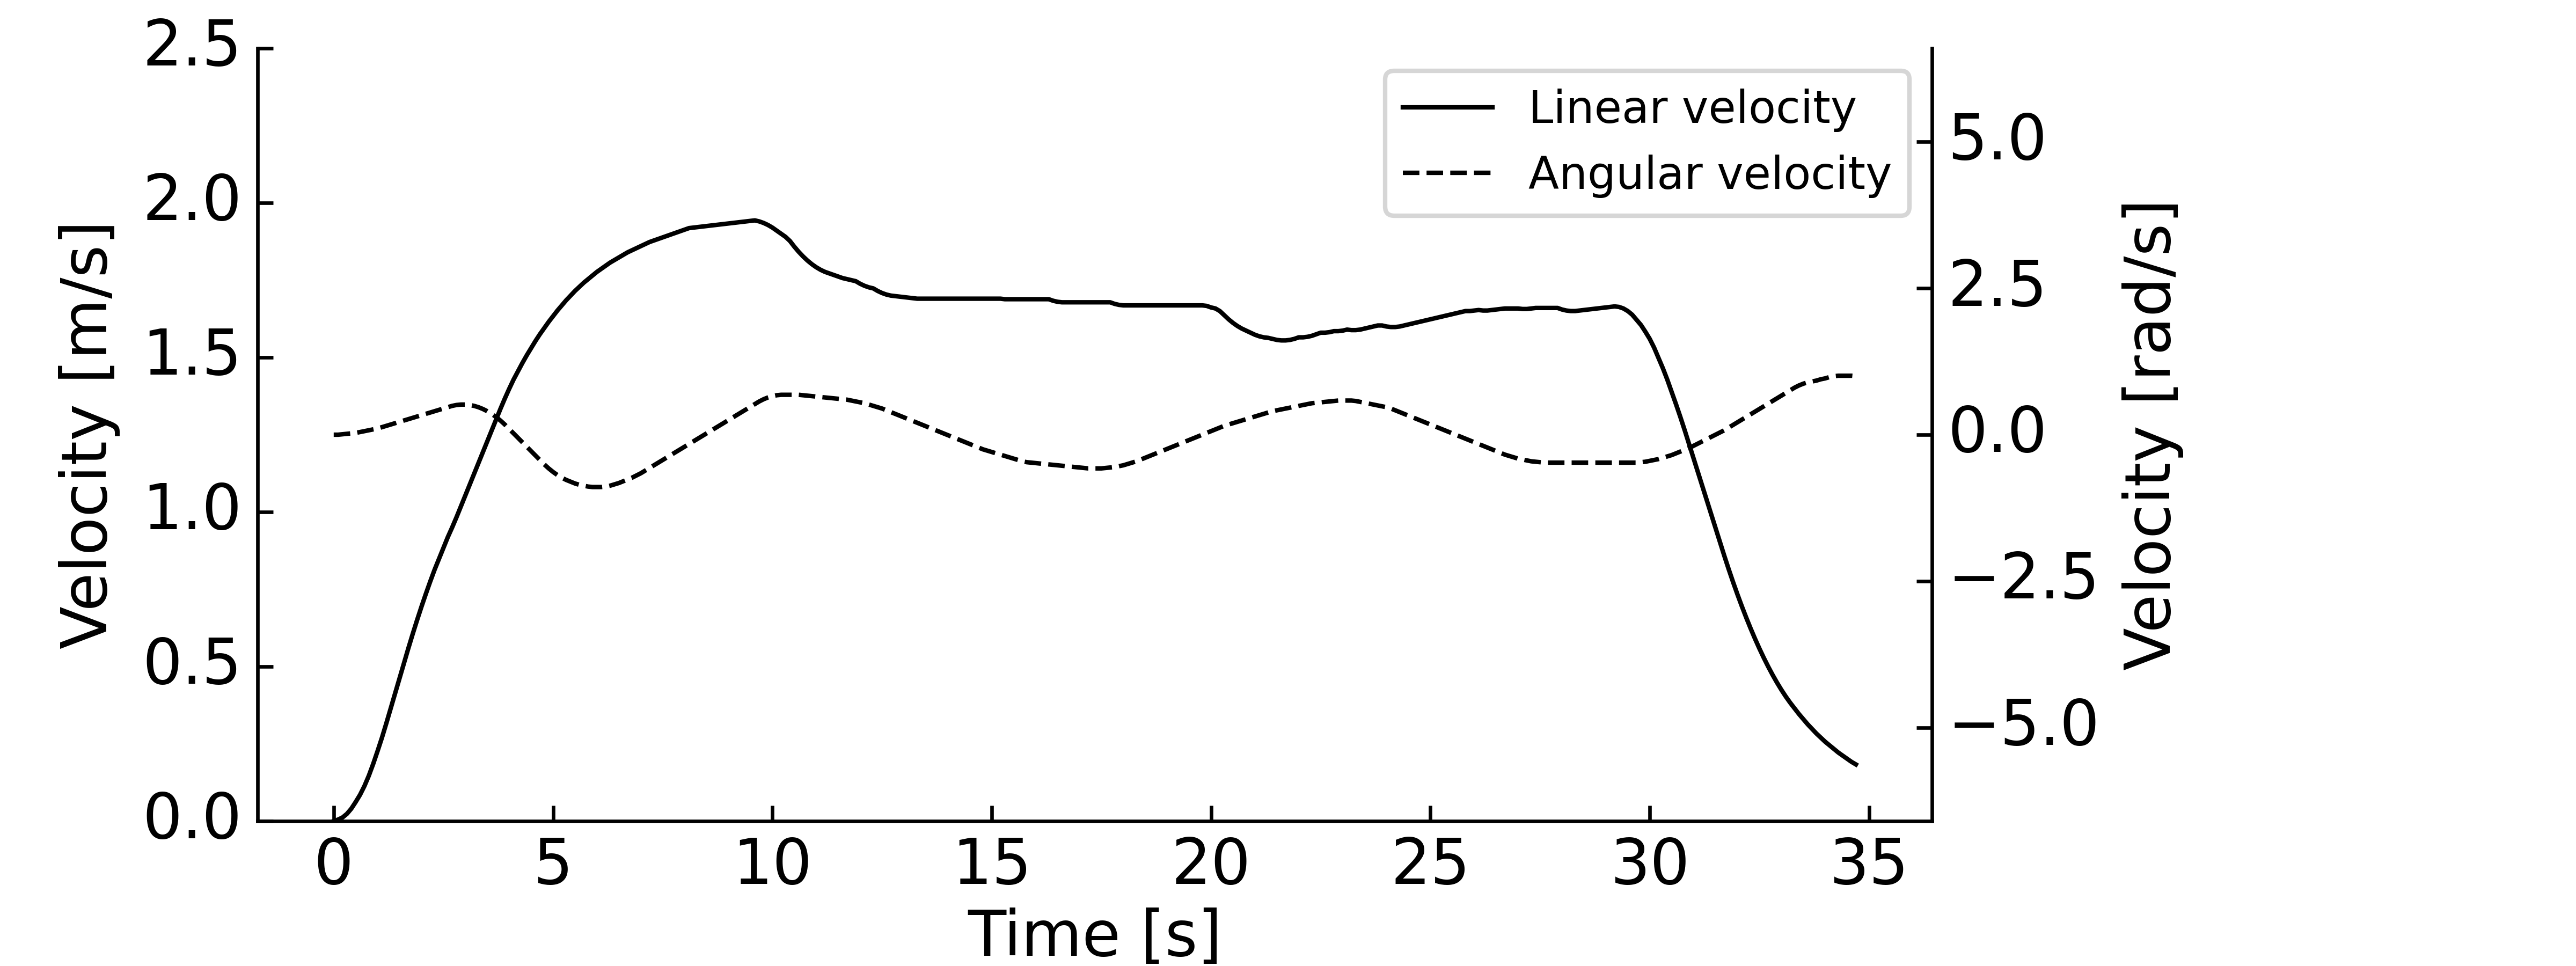 2.5
2.0
1.5
1.0
0.5
0.0
Velocity [m/s]
Linear velocity
Angular velocity
5.0
2.5
0.0
−2.5
−5.0
Velocity [rad/s]
0 5 10 15 20 25 30 35
Time [s]